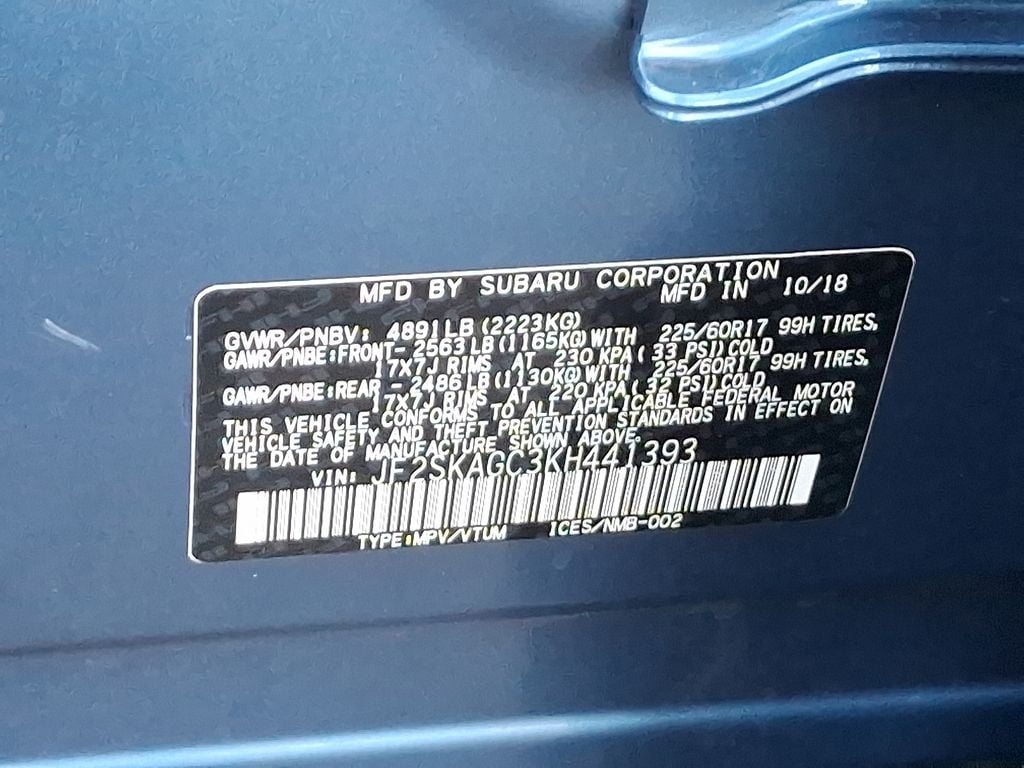 MFD BY SUBARU CORPORATION
MFD IN 10/18
GVWR/PNBV: 4891LB(2223KG)
GAWR/PNBE:FRONT-2563LB(1165KG)WITH 225/60R17 99H TIRES,
17X7J RIMS AT 230 KPA(33 PSI)COLD
GAWR/PNBE:REAR -2486LB(1130KG)WITH 225/60R17 99H TIRES,
17X7J RIMS AT 220 KPA(32 PSI)COLD
THIS VEHICLE CONFORMS TO ALL APPLICABLE FEDERAL MOTOR
VEHICLE SAFETY AND THEFT PREVENTION STANDARDS IN EFFECT ON
THE DATE OF MANUFACTURE SHOWN ABOVE.
VIN: JF2SKAGC3KH441393
TYPE:MPV/VTUM ICES/NMB-002